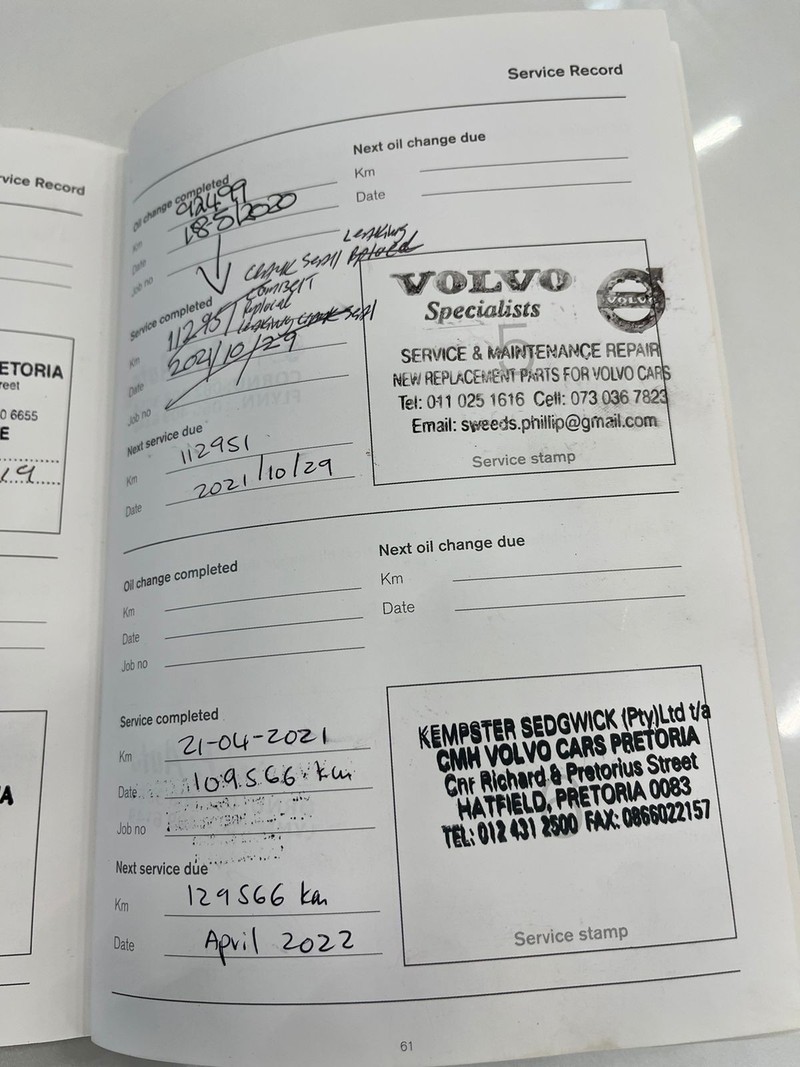 Service Record
rvice Record
Next oil change due
Km
Date
Oil change completed
Km 92499
Date 18-5/2020
Job no
CRANK SEAL LEAKING
Replaced
Service completed
Km 112951
Replaced
Date 2021/10/29
Job no
Next service due
Km 112951
Date 2021/10/29
VOLVO
VOLVO
Specialists
5
SERVICE & MAINTENANCE REPAIR
NEW REPLACEMENT PARTS FOR VOLVO CARS
Tel: 011 025 1616 Cell: 073 036 7823
Email: sweeds.phillip@gmail.com
Service stamp
ETORIA
reet
0 6655
E
19
Oil change completed
Km
Date
Job no
Next oil change due
Km
Date
Service completed
Km 21-04-2021
Date 109566 km
Job no
Next service due
Km 129566 km
Date April 2022
KEMPSTER SEDGWICK (Pty)Ltd t/a
CMH VOLVO CARS PRETORIA
Cnr Richard & Pretorius Street
HATFIELD, PRETORIA 0083
TEL: 012 431 2500 FAX: 0866022157
Service stamp
A
61